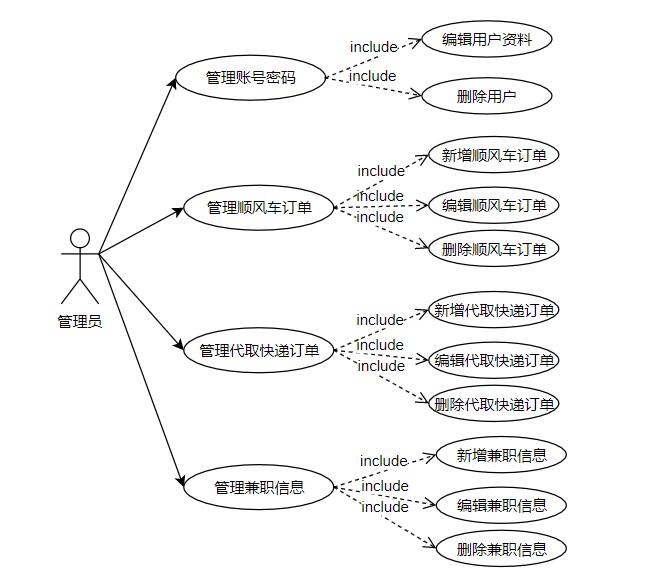 include
编辑用户资料
管理账号密码
include
删除用户
新增顺风车订单
include
include
编辑顺风车订单
管理顺风车订单
include
删除顺风车订单
管理员
新增代取快递订单
include
include
管理代取快递订单
编辑代取快递订单
include
删除代取快递订单
新增兼职信息
include
include
管理兼职信息
编辑兼职信息
include
删除兼职信息